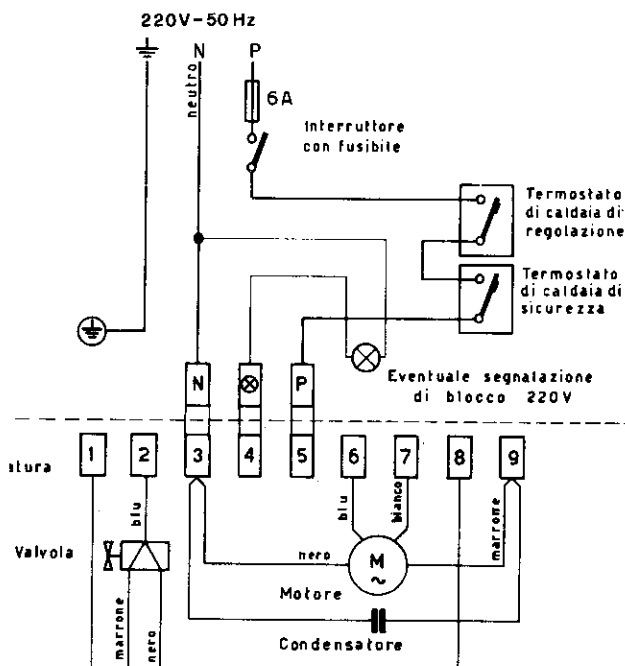 220V-50Hz
N P
neutro
6A
Interruttore
con fusibile
Termostato
di caldaia di
regolazione
Termostato
di caldaia di
sicurezza
Eventuale segnalazione
di blocco 220V
N P
1 2 3 4 5 6 7 8 9
atura
blu
blu
bianco
marrone
Valvola
nero
M
~
Motore
marrone
nero
Condensatore